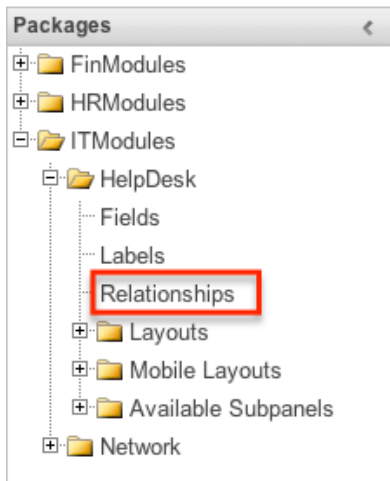 Packages
FinModules
HRModules
ITModules
HelpDesk
Fields
Labels
Relationships
Layouts
Mobile Layouts
Available Subpanels
Network